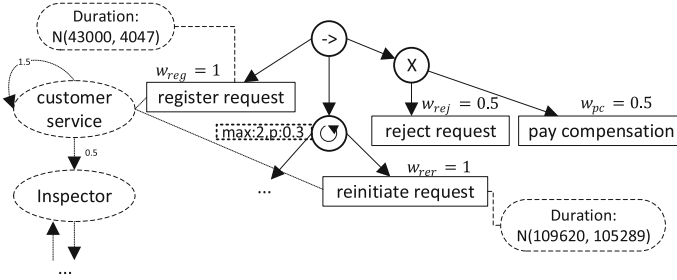 Duration:
N(43000, 4047)
->
1.5
w_reg = 1
X
customer
service
register request
w_rej = 0.5
w_pc = 0.5
max:2,p:0.3
reject request
pay compensation
0.5
w_rer = 1
...
reinitiate request
Inspector
Duration:
N(109620, 105289)
...